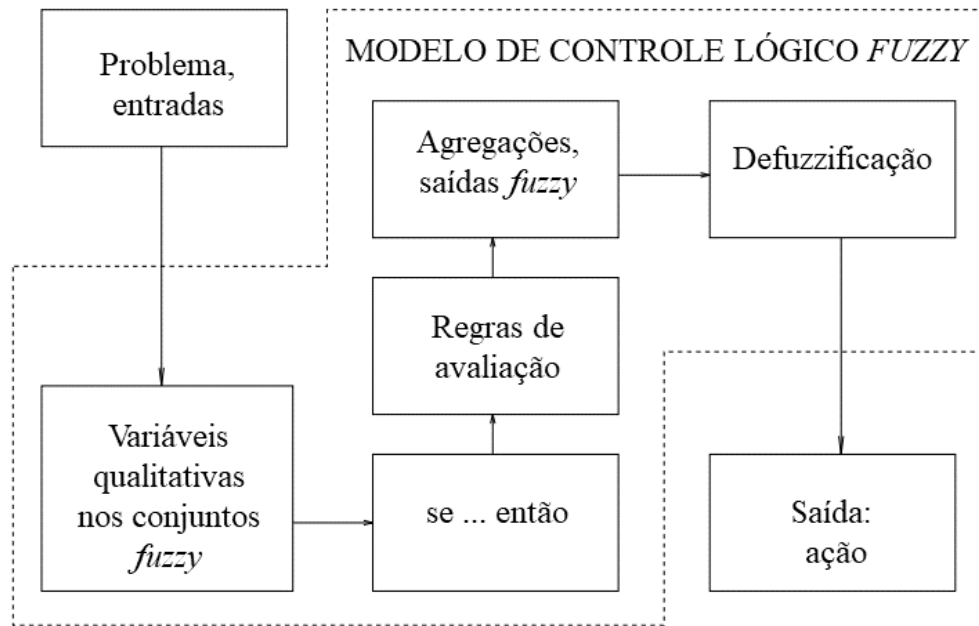 Problema,
entradas
MODELO DE CONTROLE LÓGICO FUZZY
Agregações,
saídas fuzzy
Defuzzificação
Regras de
avaliação
Variáveis
qualitativas
nos conjuntos
fuzzy
se ... então
Saída:
ação